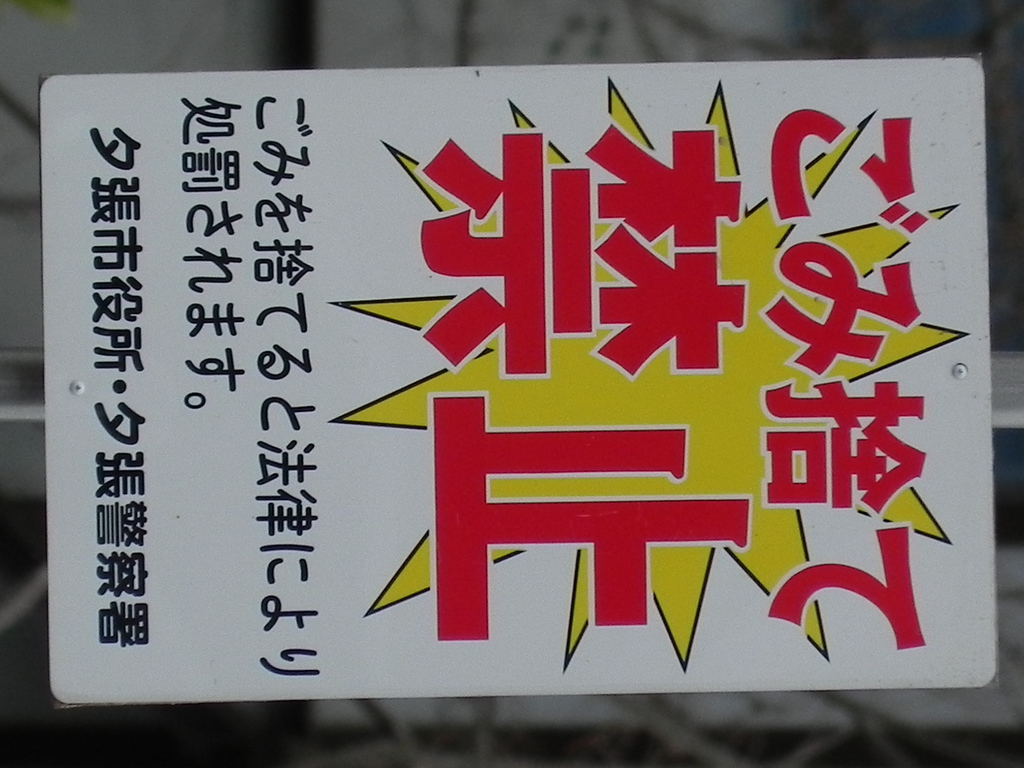 ごみ捨て
禁止
ごみを捨てると法律により
処罰されます。
夕張市役所・夕張警察署